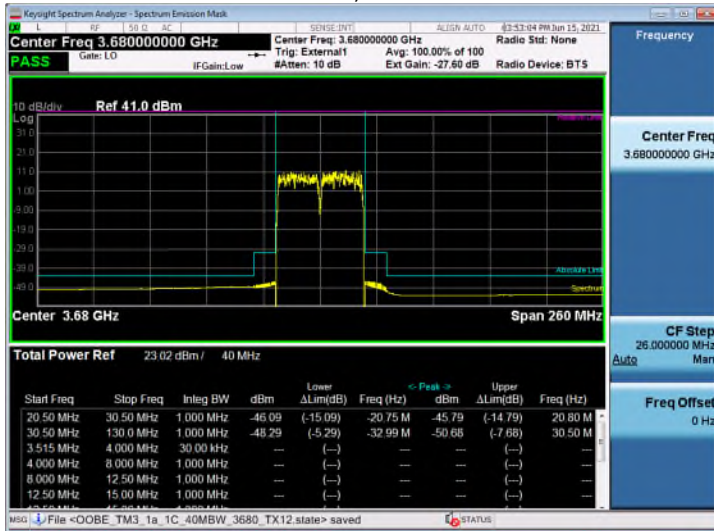 Keysight Spectrum Analyzer - Spectrum Emission Mask
L RF 50 Ω AC SENSE:INT ALIGN AUTO 03:53:04 PM Jun 15, 2021
Center Freq 3.680000000 GHz
PASS
Gate: LO
IFGain:Low
Center Freq: 3.680000000 GHz
Trig: External1 Avg: 100.00% of 100
#Atten: 10 dB Ext Gain: -27.60 dB
Radio Std: None
Radio Device: BTS
10 dB/div Ref 41.0 dBm
Log
31.0
21.0
11.0
1.00
-9.00
-19.0
-29.0
-39.0
-49.0
Absolute Limit
Spectrum
Center 3.68 GHz Span 260 MHz
Total Power Ref 23.02 dBm / 40 MHz
Lower <- Peak -> Upper
Start Freq Stop Freq Integ BW dBm ΔLim(dB) Freq (Hz) dBm ΔLim(dB) Freq (Hz)
20.50 MHz 30.50 MHz 1.000 MHz -46.09 (-15.09) -20.75 M -45.79 (-14.79) 20.80 M
30.50 MHz 130.0 MHz 1.000 MHz -48.29 (-5.29) -32.99 M -50.68 (-7.68) 30.50 M
3.515 MHz 4.000 MHz 30.00 kHz --- (---) --- --- (---) ---
4.000 MHz 8.000 MHz 1.000 MHz --- (---) --- --- (---) ---
8.000 MHz 12.50 MHz 1.000 MHz --- (---) --- --- (---) ---
12.50 MHz 15.00 MHz 1.000 MHz --- (---) --- --- (---) ---
MSG File <OOBE_TM3_1a_1C_40MBW_3680_TX12.state> saved STATUS
Frequency
Center Freq
3.680000000 GHz
CF Step
26.000000 MHz
Auto Man
Freq Offset
0 Hz